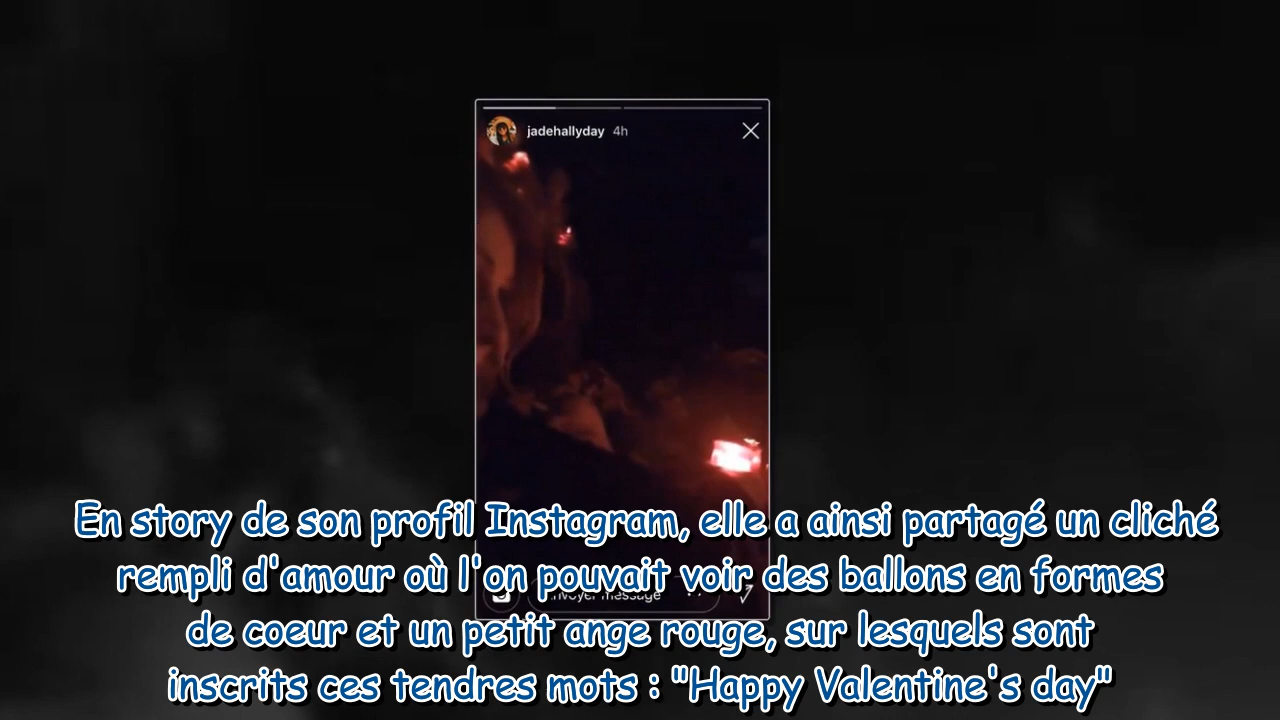 jadehallyday 4h
En story de son profil Instagram, elle a ainsi partagé un cliché
rempli d'amour où l'on pouvait voir des ballons en formes
Envoyer message
de coeur et un petit ange rouge, sur lesquels sont
inscrits ces tendres mots : "Happy Valentine's day"